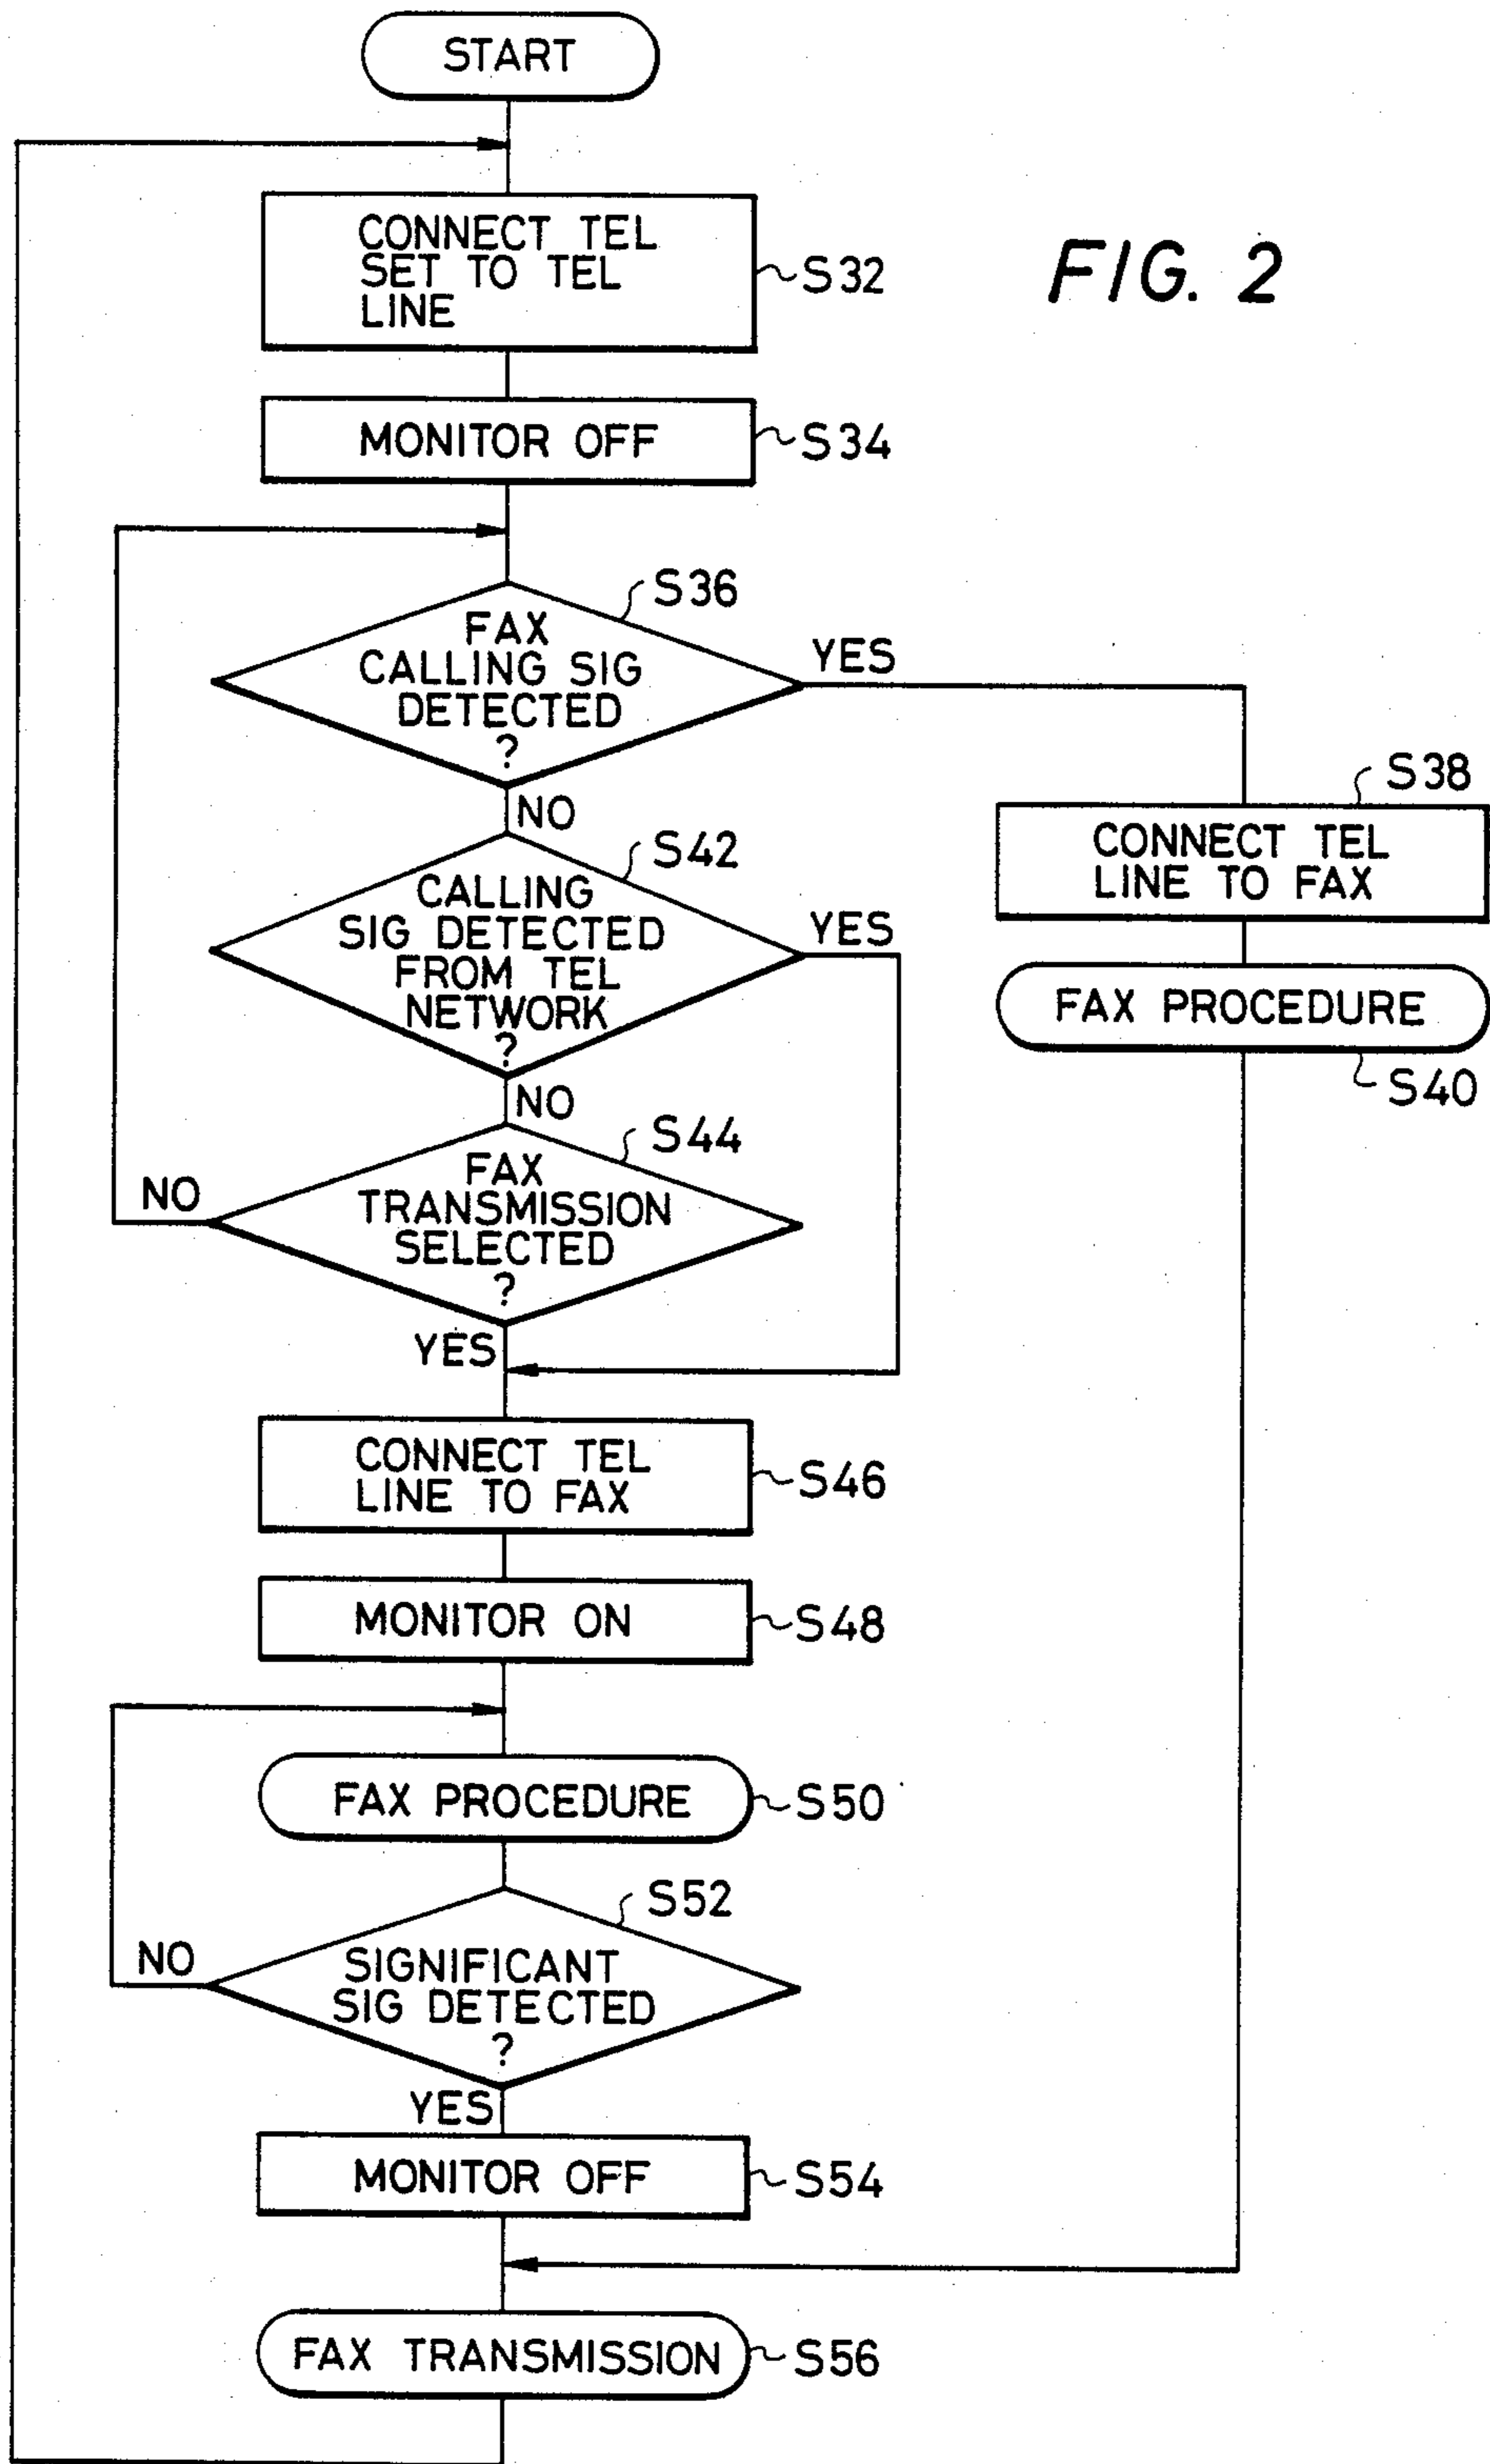 START
CONNECT TEL
SET TO TEL
LINE
S32
FIG. 2
MONITOR OFF
S34
S36
FAX
CALLING SIG
DETECTED
?
YES
NO
S38
CONNECT TEL
LINE TO FAX
S42
CALLING
SIG DETECTED
FROM TEL
NETWORK
?
YES
NO
FAX PROCEDURE
S40
S44
FAX
TRANSMISSION
SELECTED
?
NO
YES
CONNECT TEL
LINE TO FAX
S46
MONITOR ON
S48
FAX PROCEDURE
S50
S52
SIGNIFICANT
SIG DETECTED
?
NO
YES
MONITOR OFF
S54
FAX TRANSMISSION
S56